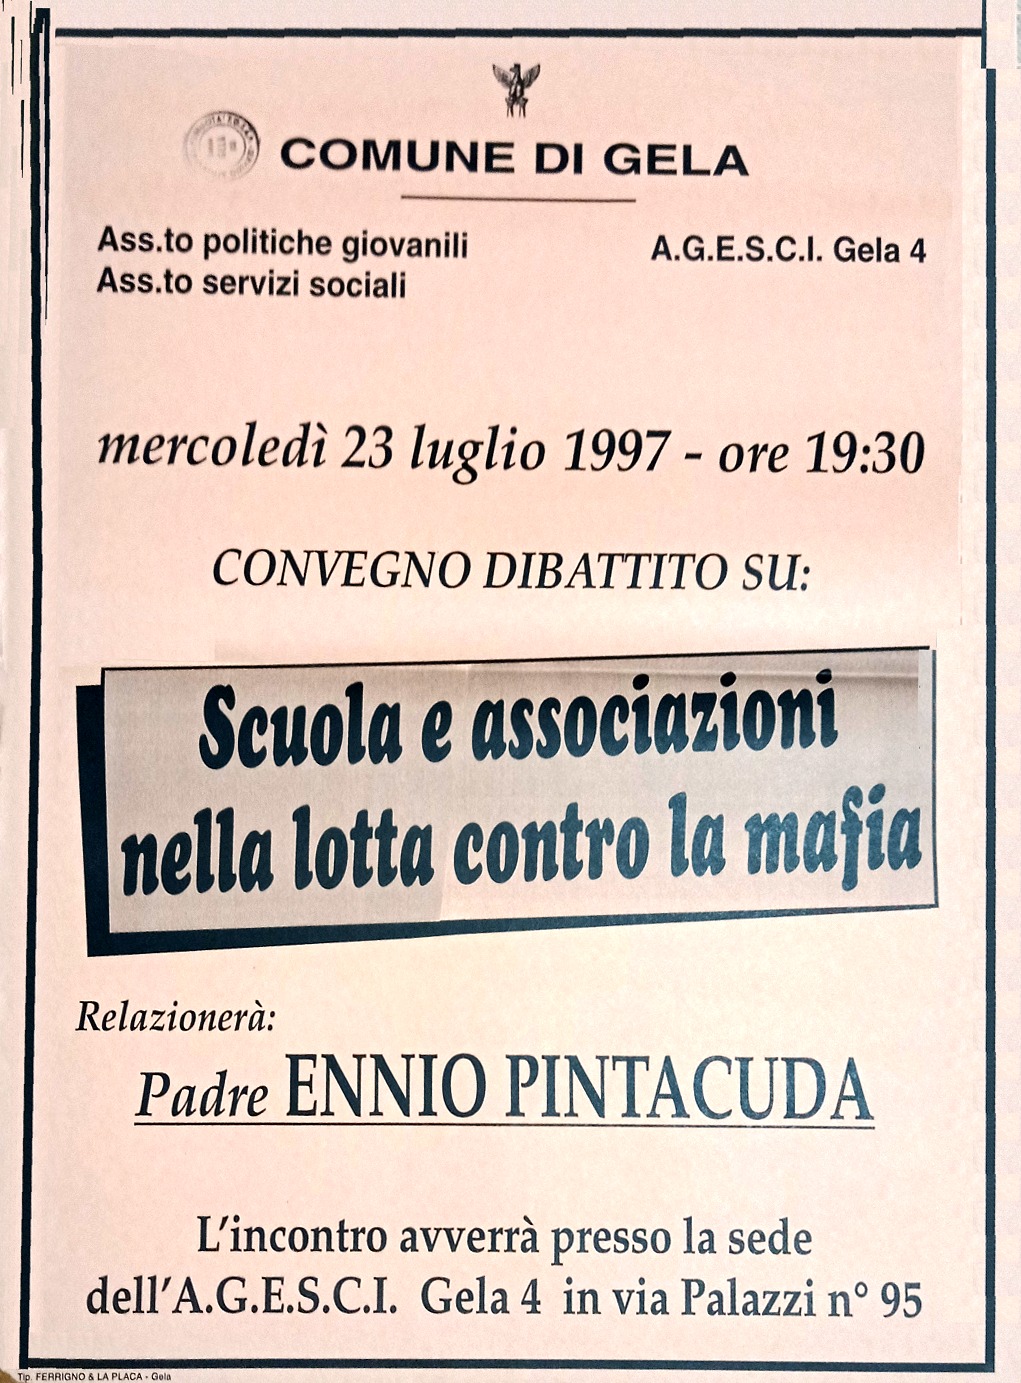 COMUNE DI GELA
Ass.to politiche giovanili
Ass.to servizi sociali
A.G.E.S.C.I. Gela 4
mercoledì 23 luglio 1997 - ore 19:30
CONVEGNO DIBATTITO SU:
Scuola e associazioni
nella lotta contro la mafia
Relazionerà:
Padre ENNIO PINTACUDA
L'incontro avverrà presso la sede
dell'A.G.E.S.C.I. Gela 4 in via Palazzi n° 95
Tip. FERRIGNO & LA PLACA - Gela